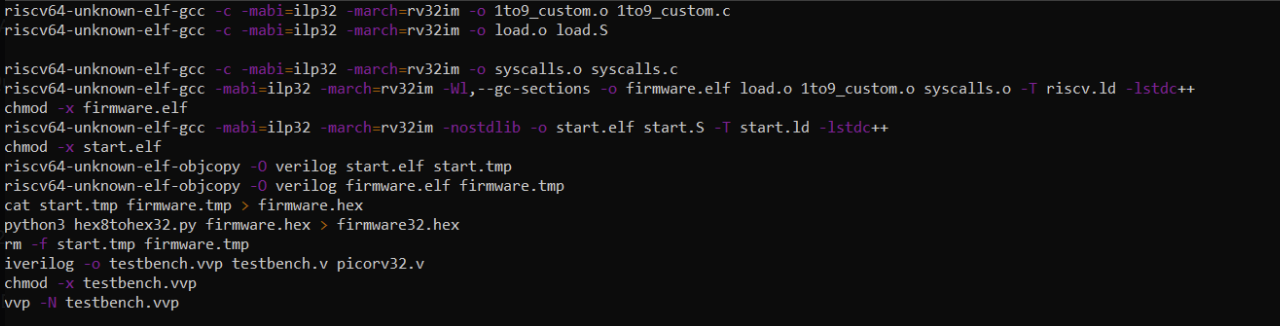 riscv64-unknown-elf-gcc -c -mabi=ilp32 -march=rv32im -o 1to9_custom.o 1to9_custom.c
riscv64-unknown-elf-gcc -c -mabi=ilp32 -march=rv32im -o load.o load.S
riscv64-unknown-elf-gcc -c -mabi=ilp32 -march=rv32im -o syscalls.o syscalls.c
riscv64-unknown-elf-gcc -mabi=ilp32 -march=rv32im -Wl,--gc-sections -o firmware.elf load.o 1to9_custom.o syscalls.o -T riscv.ld -lstdc++
chmod -x firmware.elf
riscv64-unknown-elf-gcc -mabi=ilp32 -march=rv32im -nostdlib -o start.elf start.S -T start.ld -lstdc++
chmod -x start.elf
riscv64-unknown-elf-objcopy -O verilog start.elf start.tmp
riscv64-unknown-elf-objcopy -O verilog firmware.elf firmware.tmp
cat start.tmp firmware.tmp > firmware.hex
python3 hex8tohex32.py firmware.hex > firmware32.hex
rm -f start.tmp firmware.tmp
iverilog -o testbench.vvp testbench.v picorv32.v
chmod -x testbench.vvp
vvp -N testbench.vvp